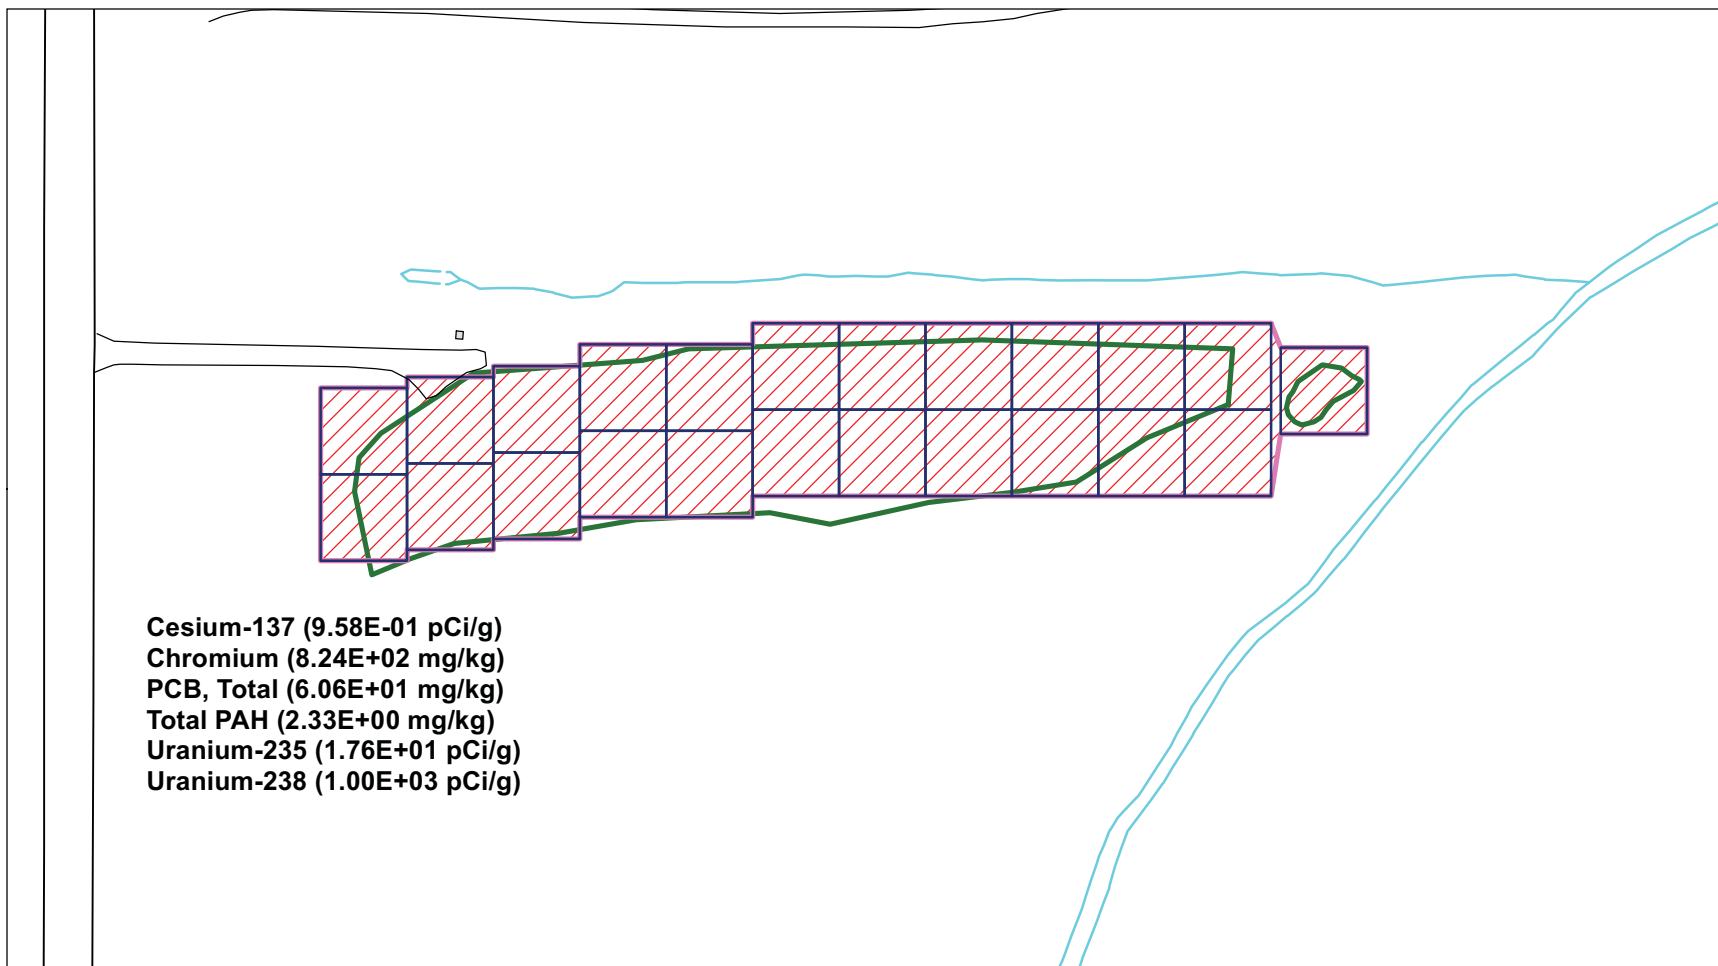 Cesium-137 (9.58E-01 pCi/g)
Chromium (8.24E+02 mg/kg)
PCB, Total (6.06E+01 mg/kg)
Total PAH (2.33E+00 mg/kg)
Uranium-235 (1.76E+01 pCi/g)
Uranium-238 (1.00E+03 pCi/g)